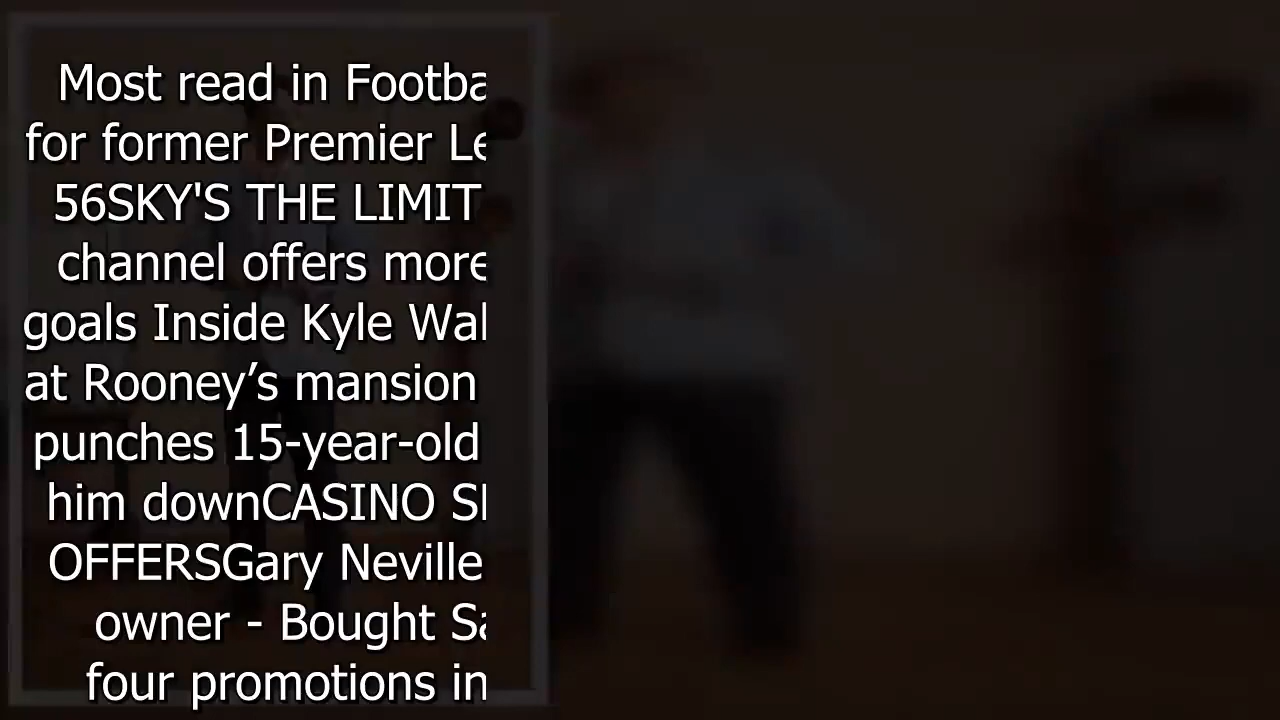 Most read in Footba
for former Premier Le
56SKY'S THE LIMIT
channel offers more
goals Inside Kyle Wal
at Rooney’s mansion
punches 15-year-old
him downCASINO S
OFFERSGary Neville
owner - Bought Sa
four promotions in